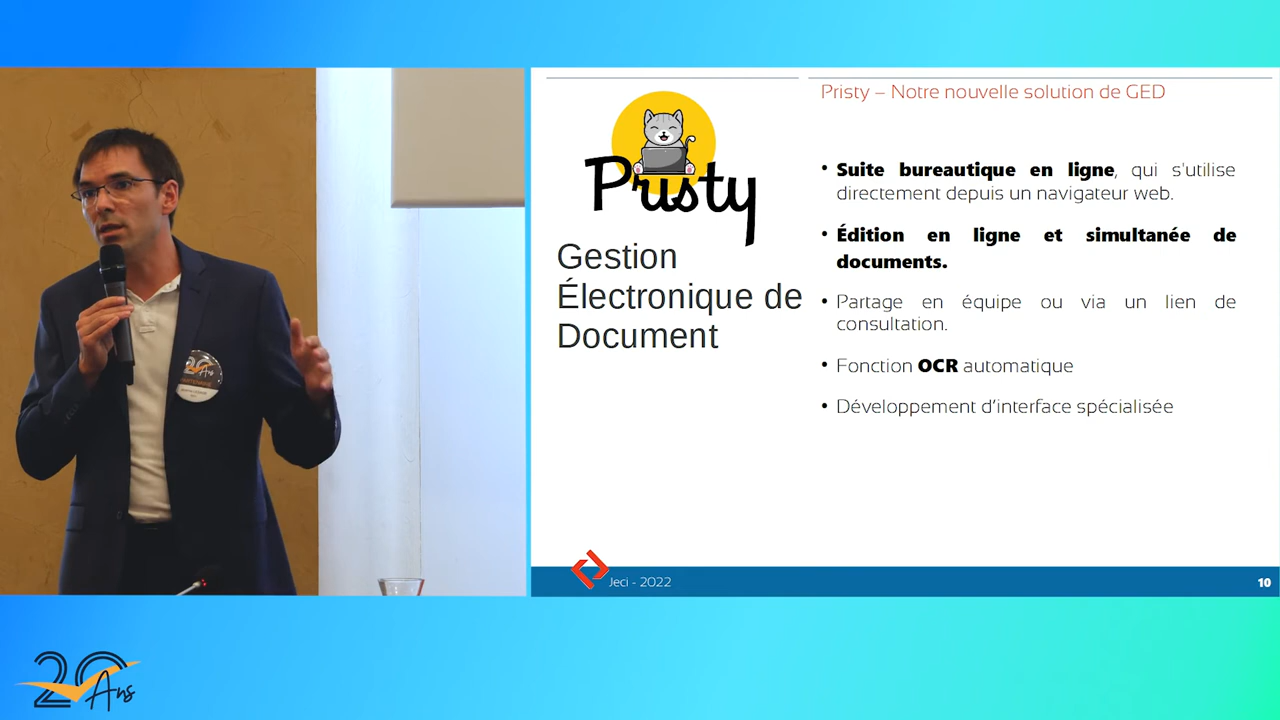 Pristy
Gestion
Électronique de
Document
Pristy – Notre nouvelle solution de GED
• Suite bureautique en ligne, qui s'utilise
directement depuis un navigateur web.
• Édition en ligne et simultanée de
documents.
• Partage en équipe ou via un lien de
consultation.
• Fonction OCR automatique
• Développement d'interface spécialisée
Jeci - 2022
10
20
Ans
20
Ans